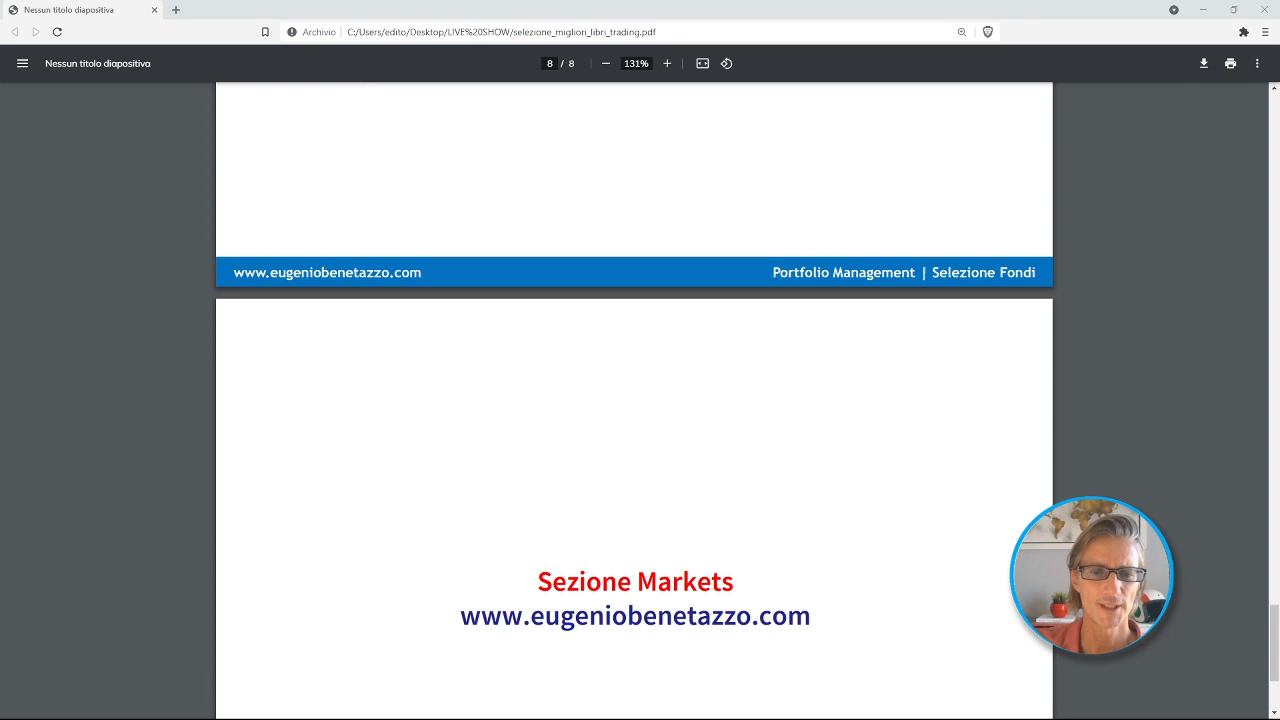 Nessun titolo diapositiva
Archivio C:/Users/edito/Desktop/LIVE%20SHOW/selezione_migliori_libri_trading.pdf
Nessun titolo diapositiva
8 / 8
131%
www.eugeniobenetazzo.com
Portfolio Management | Selezione Fondi
Sezione Markets
www.eugeniobenetazzo.com